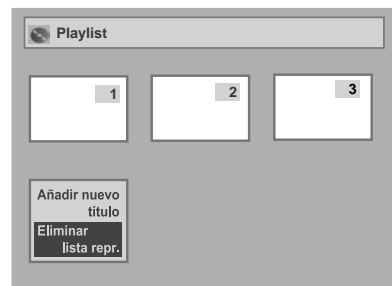 Playlist
1 2 3
Añadir nuevo
título
Eliminar
lista repr.